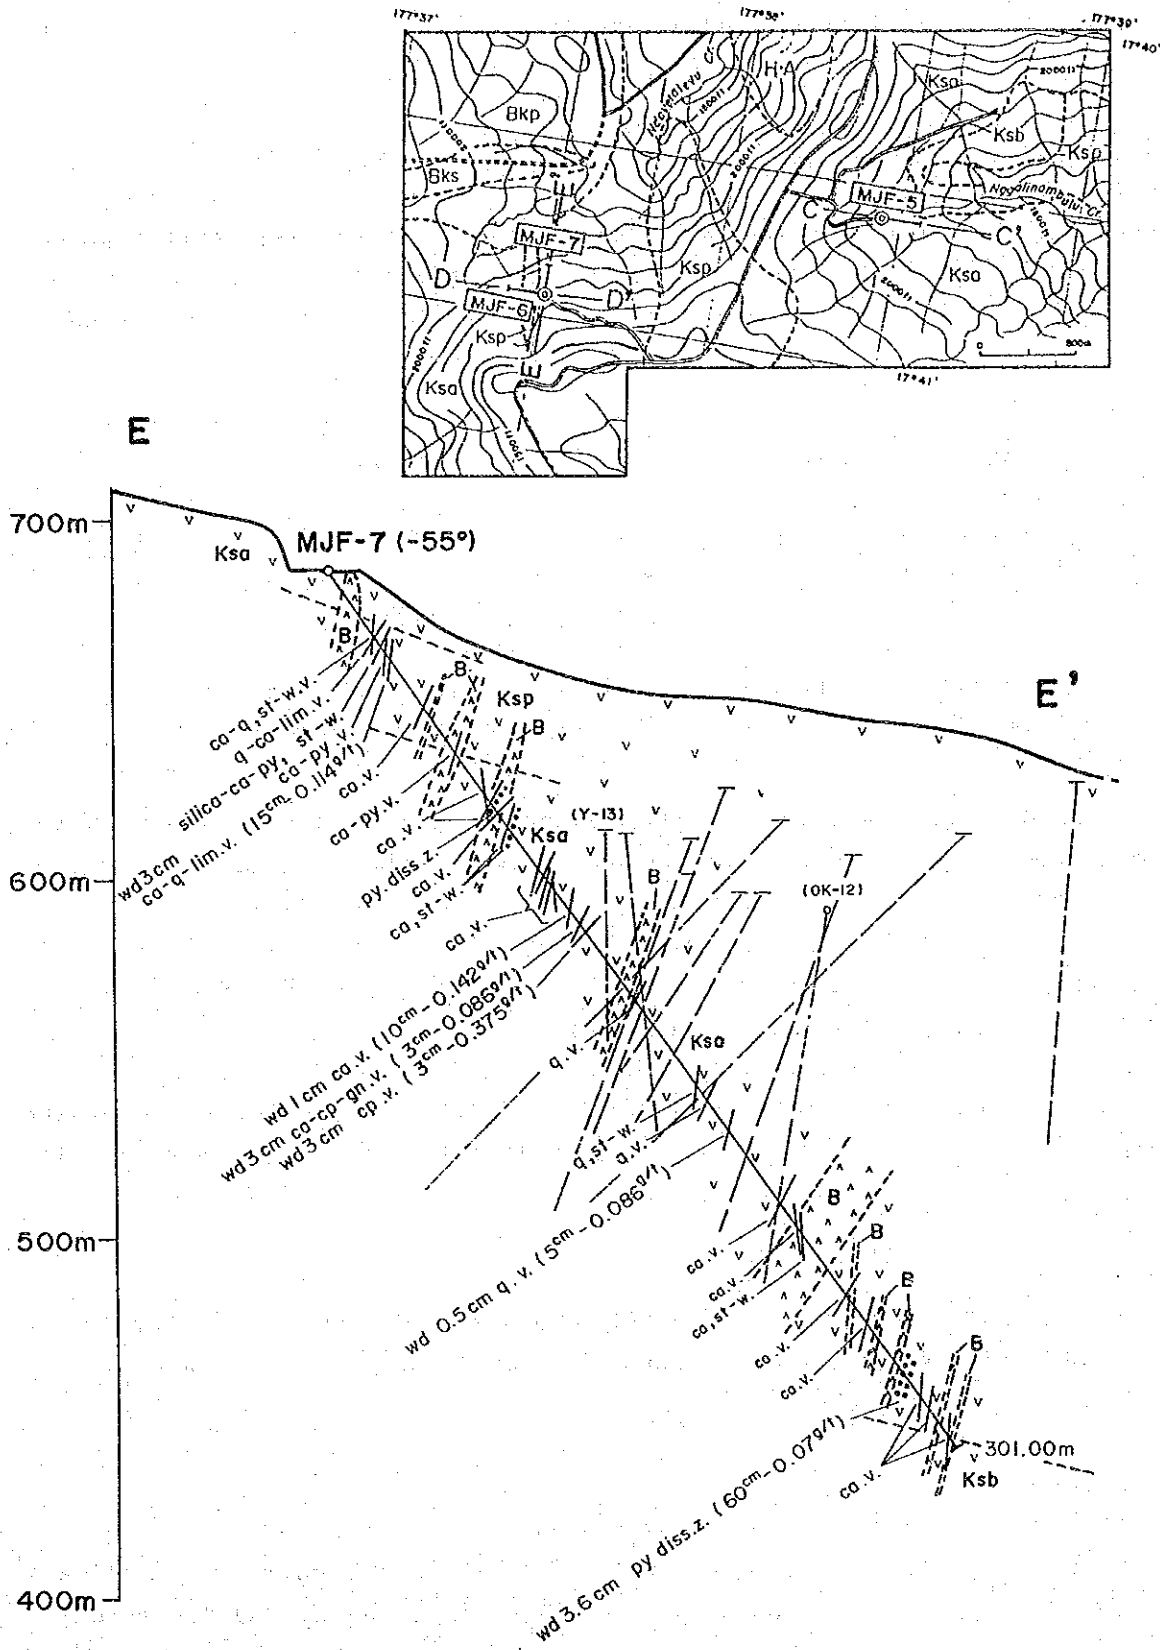 177°37'
177°38'
177°39'
17°40'
H A
Ksa
Bkp
Ksb
Ksp
Bks
E
MJF-5
C
C'
MJF-7
Ksp
Ksa
D
D'
MJF-6
Ksp
E
Ksa
0
800m
17°41'
E
700m
Ksa
MJF-7 (-55°)
B
E'
B
Ksp
B
ca-q, st-w.v.
q-ca-lim.v.
silica-ca-py, st-w.
ca-py.v.
wd 3cm ca-q-lim.v. (15cm-0.114g/t)
ca.v.
ca-py.v.
ca.v.
py.diss.z.
ca.v.
ca, st-w.
Ksa
(Y-13)
600m
B
(OK-12)
ca.v.
wd 1cm ca.v. (10cm-0.142g/t)
wd 3cm ca-cp-gn.v. (3cm-0.086g/t)
wd 3cm cp.v. (3cm-0.375g/t)
q.v.
Ksa
q, st-w.
q.v.
wd 0.5cm q.v. (5cm-0.086g/t)
500m
B
B
ca.v.
ca.v.
ca, st-w.
B
ca.v.
ca.v.
B
wd 3.6cm py diss.z. (60cm-0.07g/t)
ca.v.
301.00m
Ksb
400m